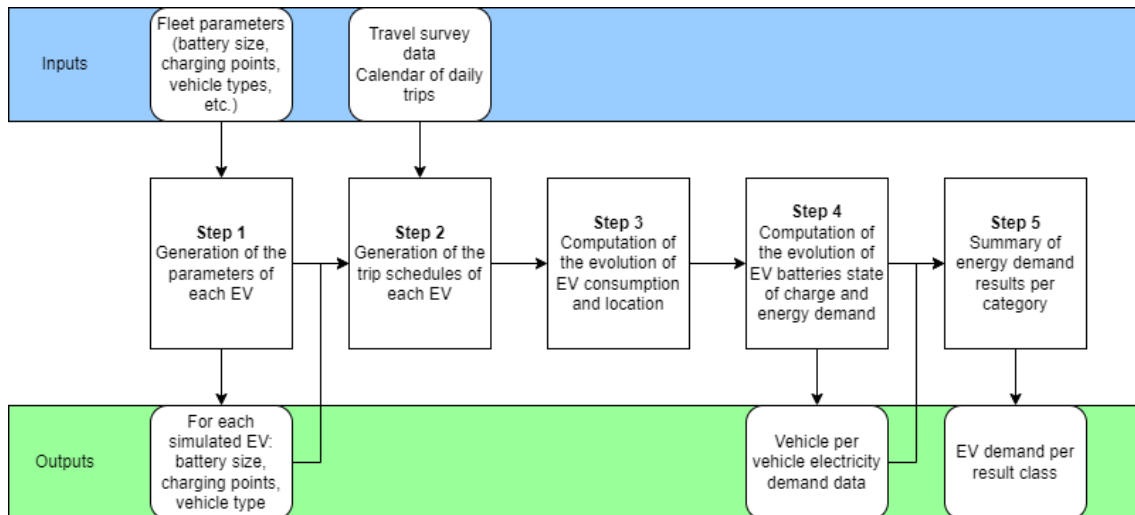 Inputs
Fleet parameters
(battery size,
charging points,
vehicle types,
etc.)
Travel survey
data
Calendar of daily
trips
Step 1
Generation of the
parameters of
each EV
Step 2
Generation of the
trip schedules of
each EV
Step 3
Computation of
the evolution of
EV consumption
and location
Step 4
Computation of
the evolution of
EV batteries state
of charge and
energy demand
Step 5
Summary of
energy demand
results per
category
Outputs
For each
simulated EV:
battery size,
charging points,
vehicle type
Vehicle per
vehicle electricity
demand data
EV demand per
result class